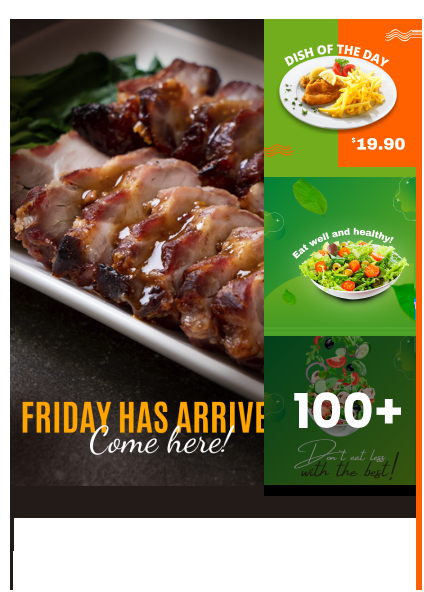 FRIDAY HAS ARRIVE
Come here!
DISH OF THE DAY
$19.90
Eat well and healthy!
100+
Don't eat less
with the best!